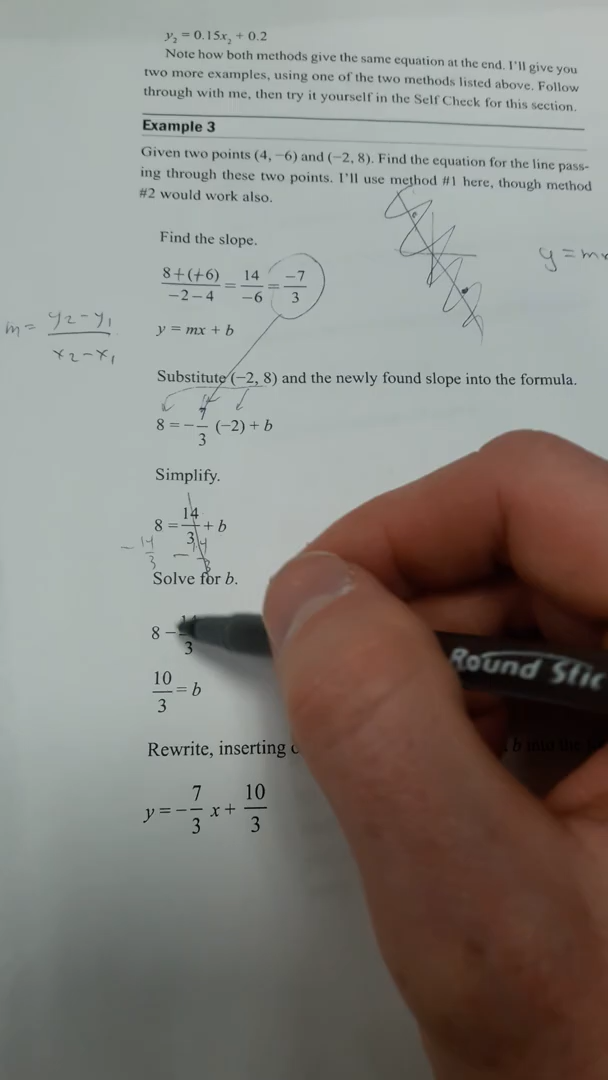 y₂ = 0.15x₂ + 0.2
Note how both methods give the same equation at the end. I'll give you
two more examples, using one of the two methods listed above. Follow
through with me, then try it yourself in the Self Check for this section.
Example 3
Given two points (4, −6) and (−2, 8). Find the equation for the line pass-
ing through these two points. I'll use method #1 here, though method
#2 would work also.
y = m
Find the slope.
8+(+6)/−2−4 = 14/−6 = −7/3
m = y₂−y₁/x₂−x₁
y = mx + b
Substitute (−2, 8) and the newly found slope into the formula.
8 = −7/3 (−2) + b
Simplify.
8 = 14/3 + b
−14/3 −14/3
Solve for b.
8 − 3
10/3 = b
Rewrite, inserting b into the
y = −7/3 x + 10/3
Round Stic